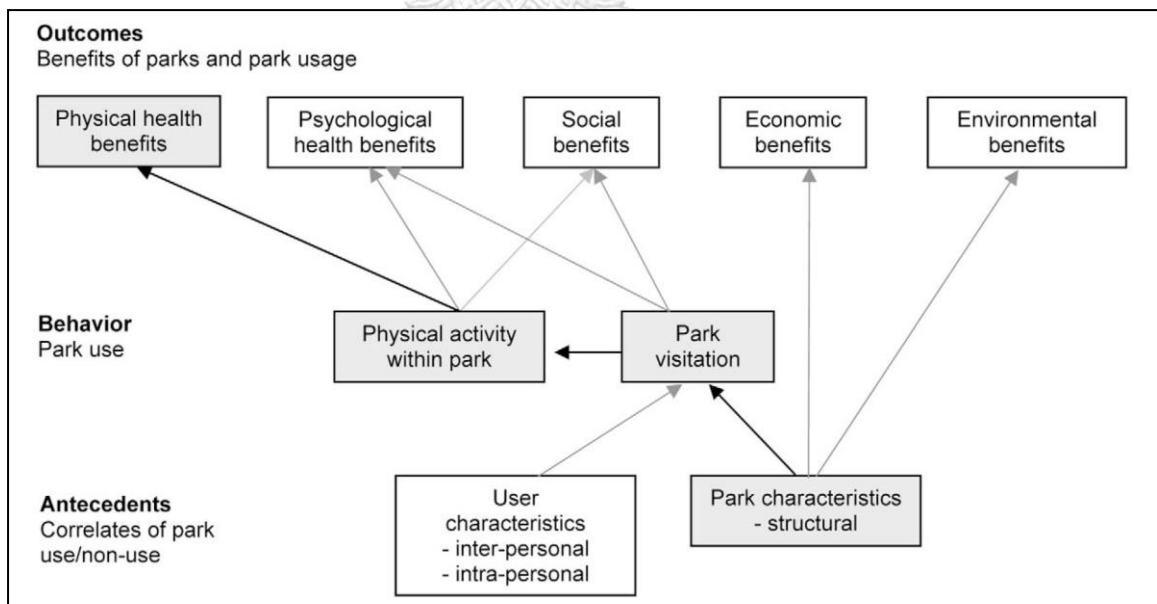 Outcomes
Benefits of parks and park usage
Physical health
benefits
Psychological
health benefits
Social
benefits
Economic
benefits
Environmental
benefits
Behavior
Park use
Physical activity
within park
Park
visitation
Antecedents
Correlates of park
use/non-use
User
characteristics
- inter-personal
- intra-personal
Park characteristics
- structural